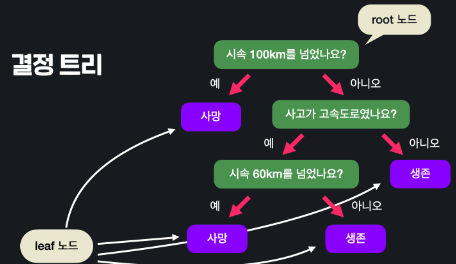 root 노드
시속 100km를 넘었나요?
결정 트리
예
아니오
사망
사고가 고속도로였나요?
예
아니오
시속 60km를 넘었나요?
생존
예
아니오
leaf 노드
사망
생존